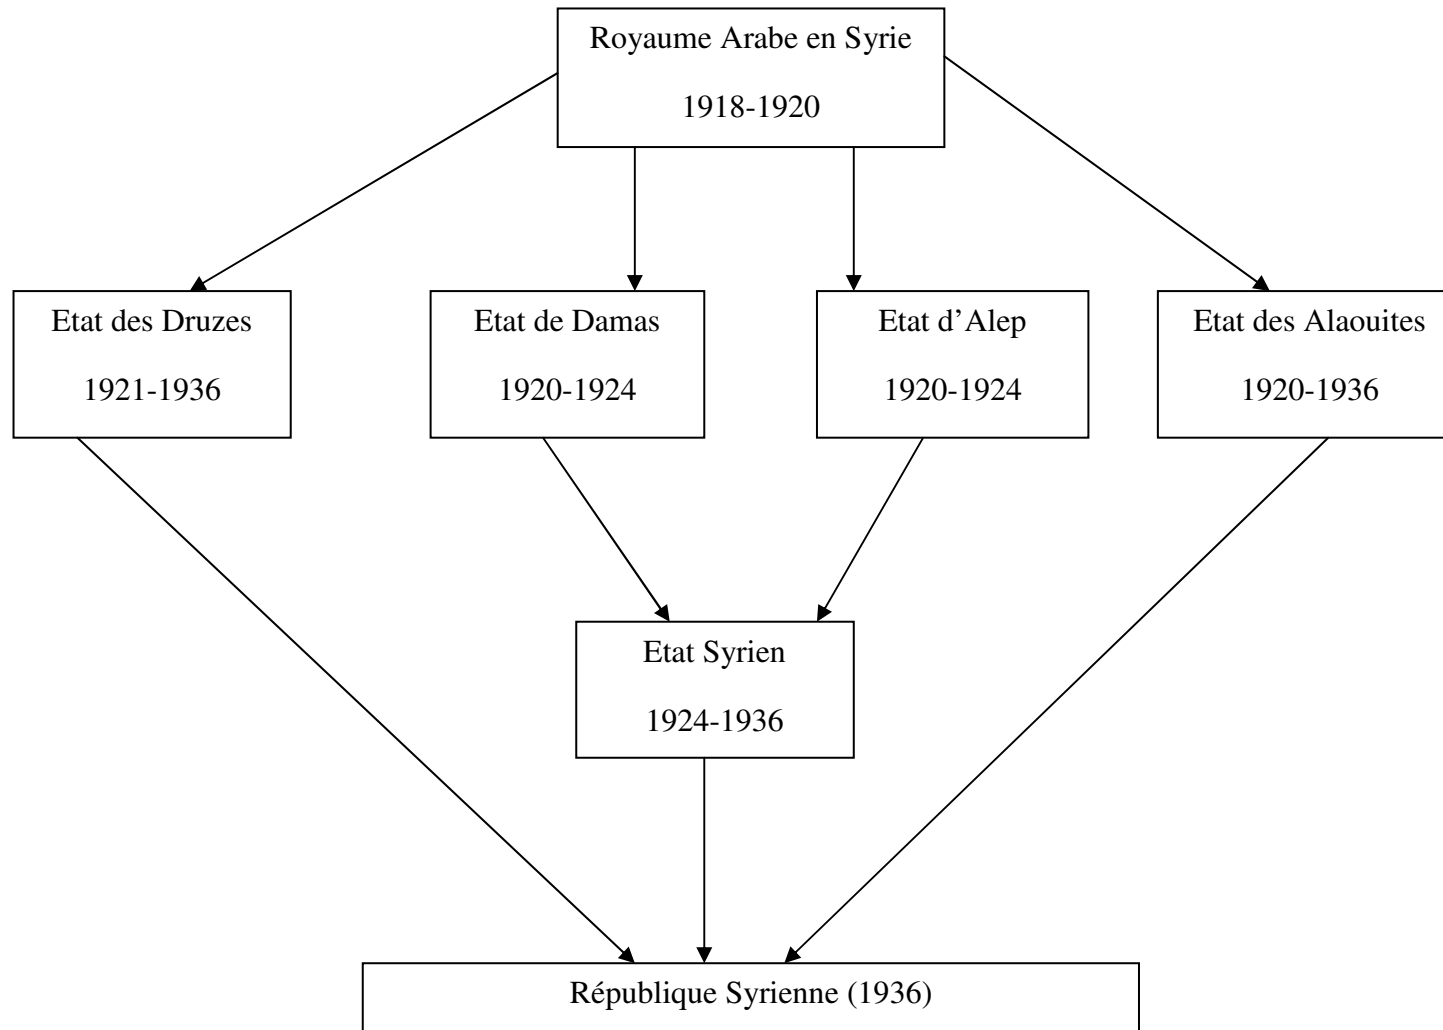 Royaume Arabe en Syrie
1918-1920
Etat des Druzes
1921-1936
Etat de Damas
1920-1924
Etat d’Alep
1920-1924
Etat des Alaouites
1920-1936
Etat Syrien
1924-1936
République Syrienne (1936)